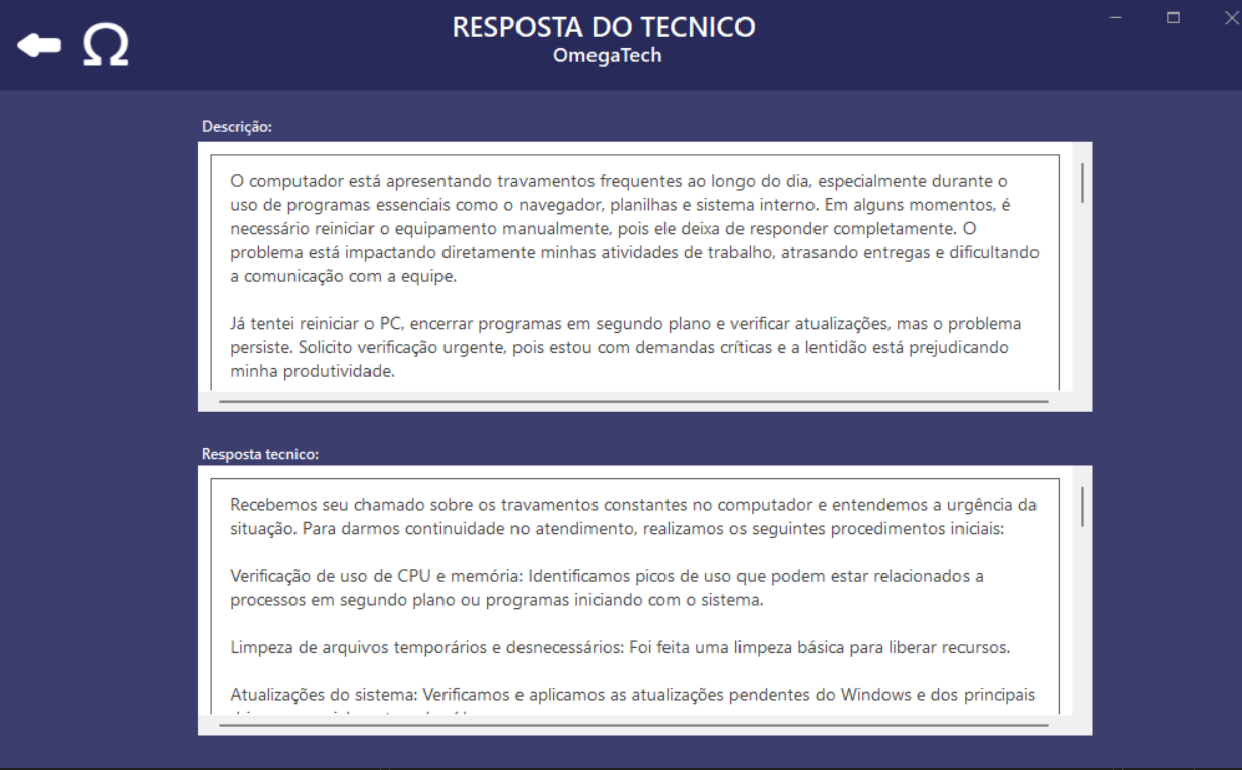 RESPOSTA DO TECNICO
OmegaTech
Descrição:
O computador está apresentando travamentos frequentes ao longo do dia, especialmente durante o
uso de programas essenciais como o navegador, planilhas e sistema interno. Em alguns momentos, é
necessário reiniciar o equipamento manualmente, pois ele deixa de responder completamente. O
problema está impactando diretamente minhas atividades de trabalho, atrasando entregas e dificultando
a comunicação com a equipe.
Já tentei reiniciar o PC, encerrar programas em segundo plano e verificar atualizações, mas o problema
persiste. Solicito verificação urgente, pois estou com demandas críticas e a lentidão está prejudicando
minha produtividade.
Resposta tecnico:
Recebemos seu chamado sobre os travamentos constantes no computador e entendemos a urgência da
situação. Para darmos continuidade no atendimento, realizamos os seguintes procedimentos iniciais:
Verificação de uso de CPU e memória: Identificamos picos de uso que podem estar relacionados a
processos em segundo plano ou programas iniciando com o sistema.
Limpeza de arquivos temporários e desnecessários: Foi feita uma limpeza básica para liberar recursos.
Atualizações do sistema: Verificamos e aplicamos as atualizações pendentes do Windows e dos principais